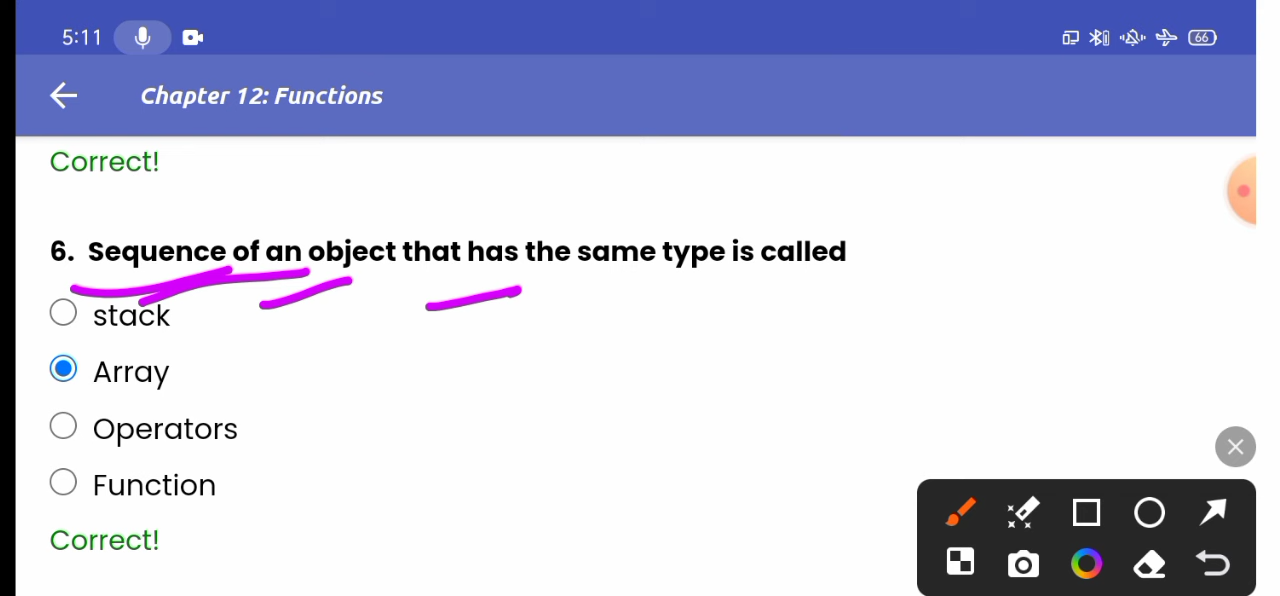 5:11
66
Chapter 12: Functions
Correct!
6. Sequence of an object that has the same type is called
stack
Array
Operators
Function
Correct!